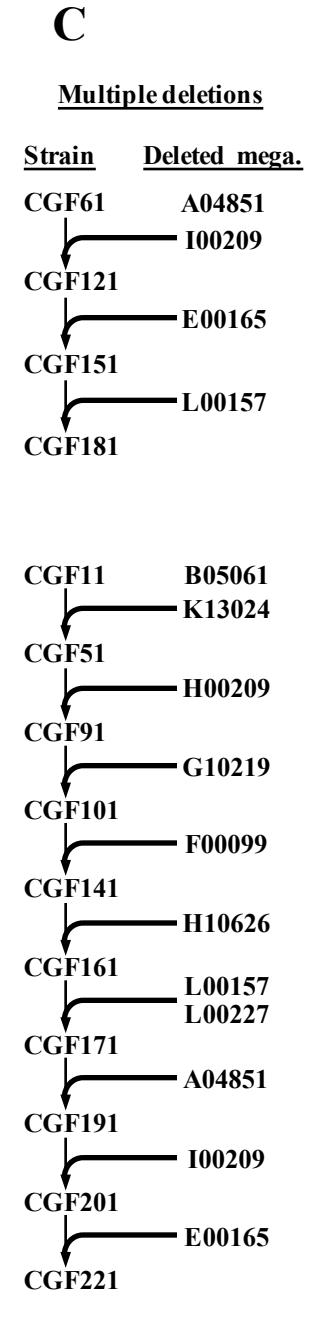 C
Multiple deletions
Strain Deleted mega.
CGF61 A04851
I00209
CGF121
E00165
CGF151
L00157
CGF181
CGF11 B05061
K13024
CGF51
H00209
CGF91
G10219
CGF101
F00099
CGF141
H10626
CGF161
L00157
L00227
CGF171
A04851
CGF191
I00209
CGF201
E00165
CGF221